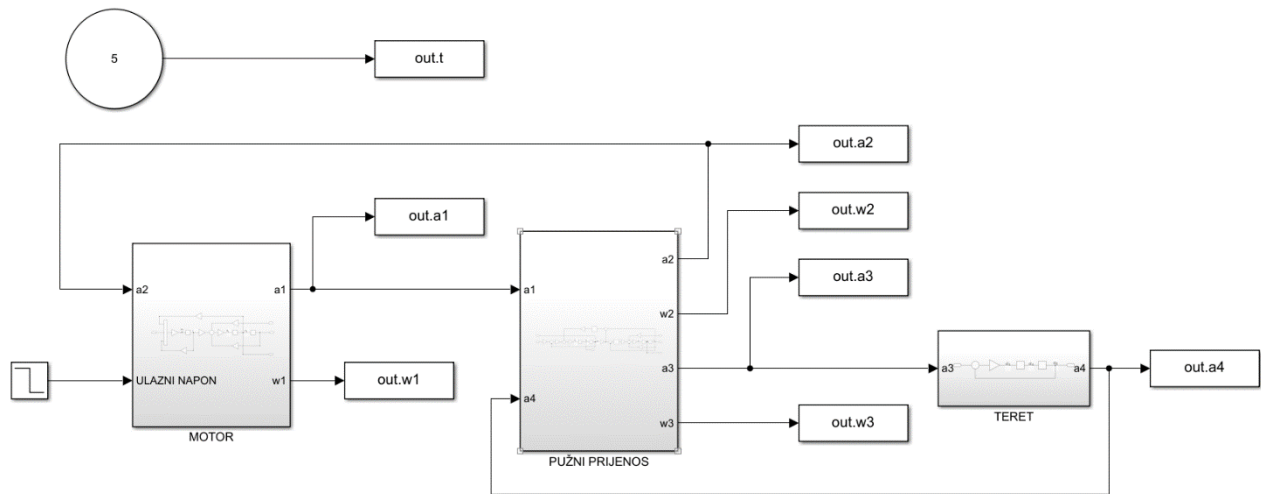 5
out.t
out.a2
out.a1
out.w2
a2
out.a3
a2
a1
a1
w2
a3
a3
a4
out.a4
ULAZNI NAPON
w1
out.w1
a4
w3
out.w3
TERET
MOTOR
PUŽNI PRIJENOS